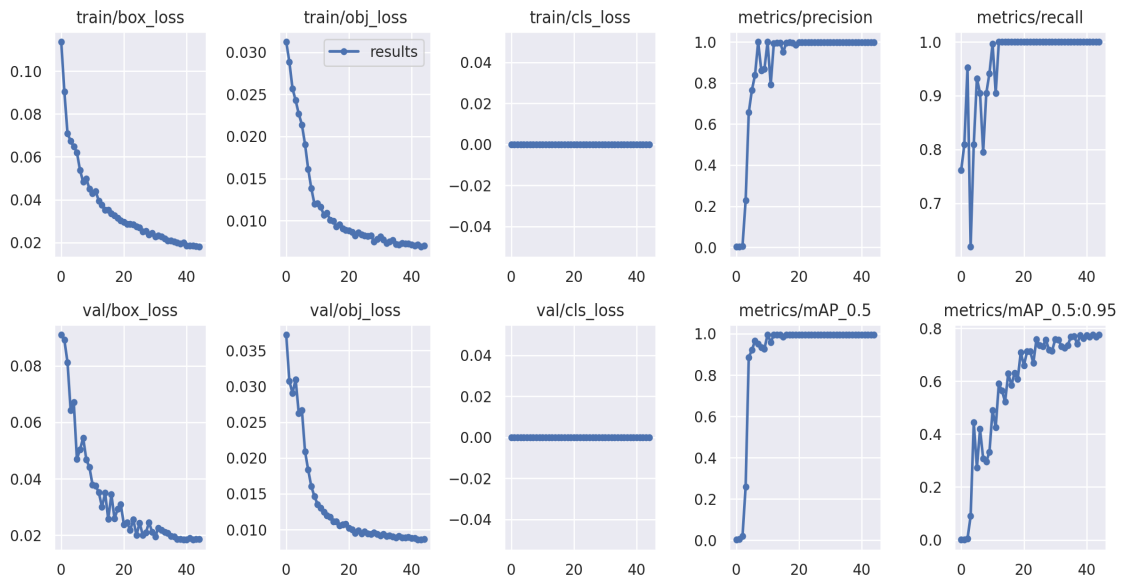 train/box_loss
train/obj_loss
train/cls_loss
metrics/precision
metrics/recall
results
0.10
0.08
0.06
0.04
0.02
0 20 40
0.030
0.025
0.020
0.015
0.010
0 20 40
0.04
0.02
0.00
−0.02
−0.04
0 20 40
1.0
0.8
0.6
0.4
0.2
0.0
0 20 40
1.0
0.9
0.8
0.7
0 20 40
val/box_loss
val/obj_loss
val/cls_loss
metrics/mAP_0.5
metrics/mAP_0.5:0.95
0.08
0.06
0.04
0.02
0 20 40
0.035
0.030
0.025
0.020
0.015
0.010
0 20 40
0.04
0.02
0.00
−0.02
−0.04
0 20 40
1.0
0.8
0.6
0.4
0.2
0.0
0 20 40
0.8
0.6
0.4
0.2
0.0
0 20 40